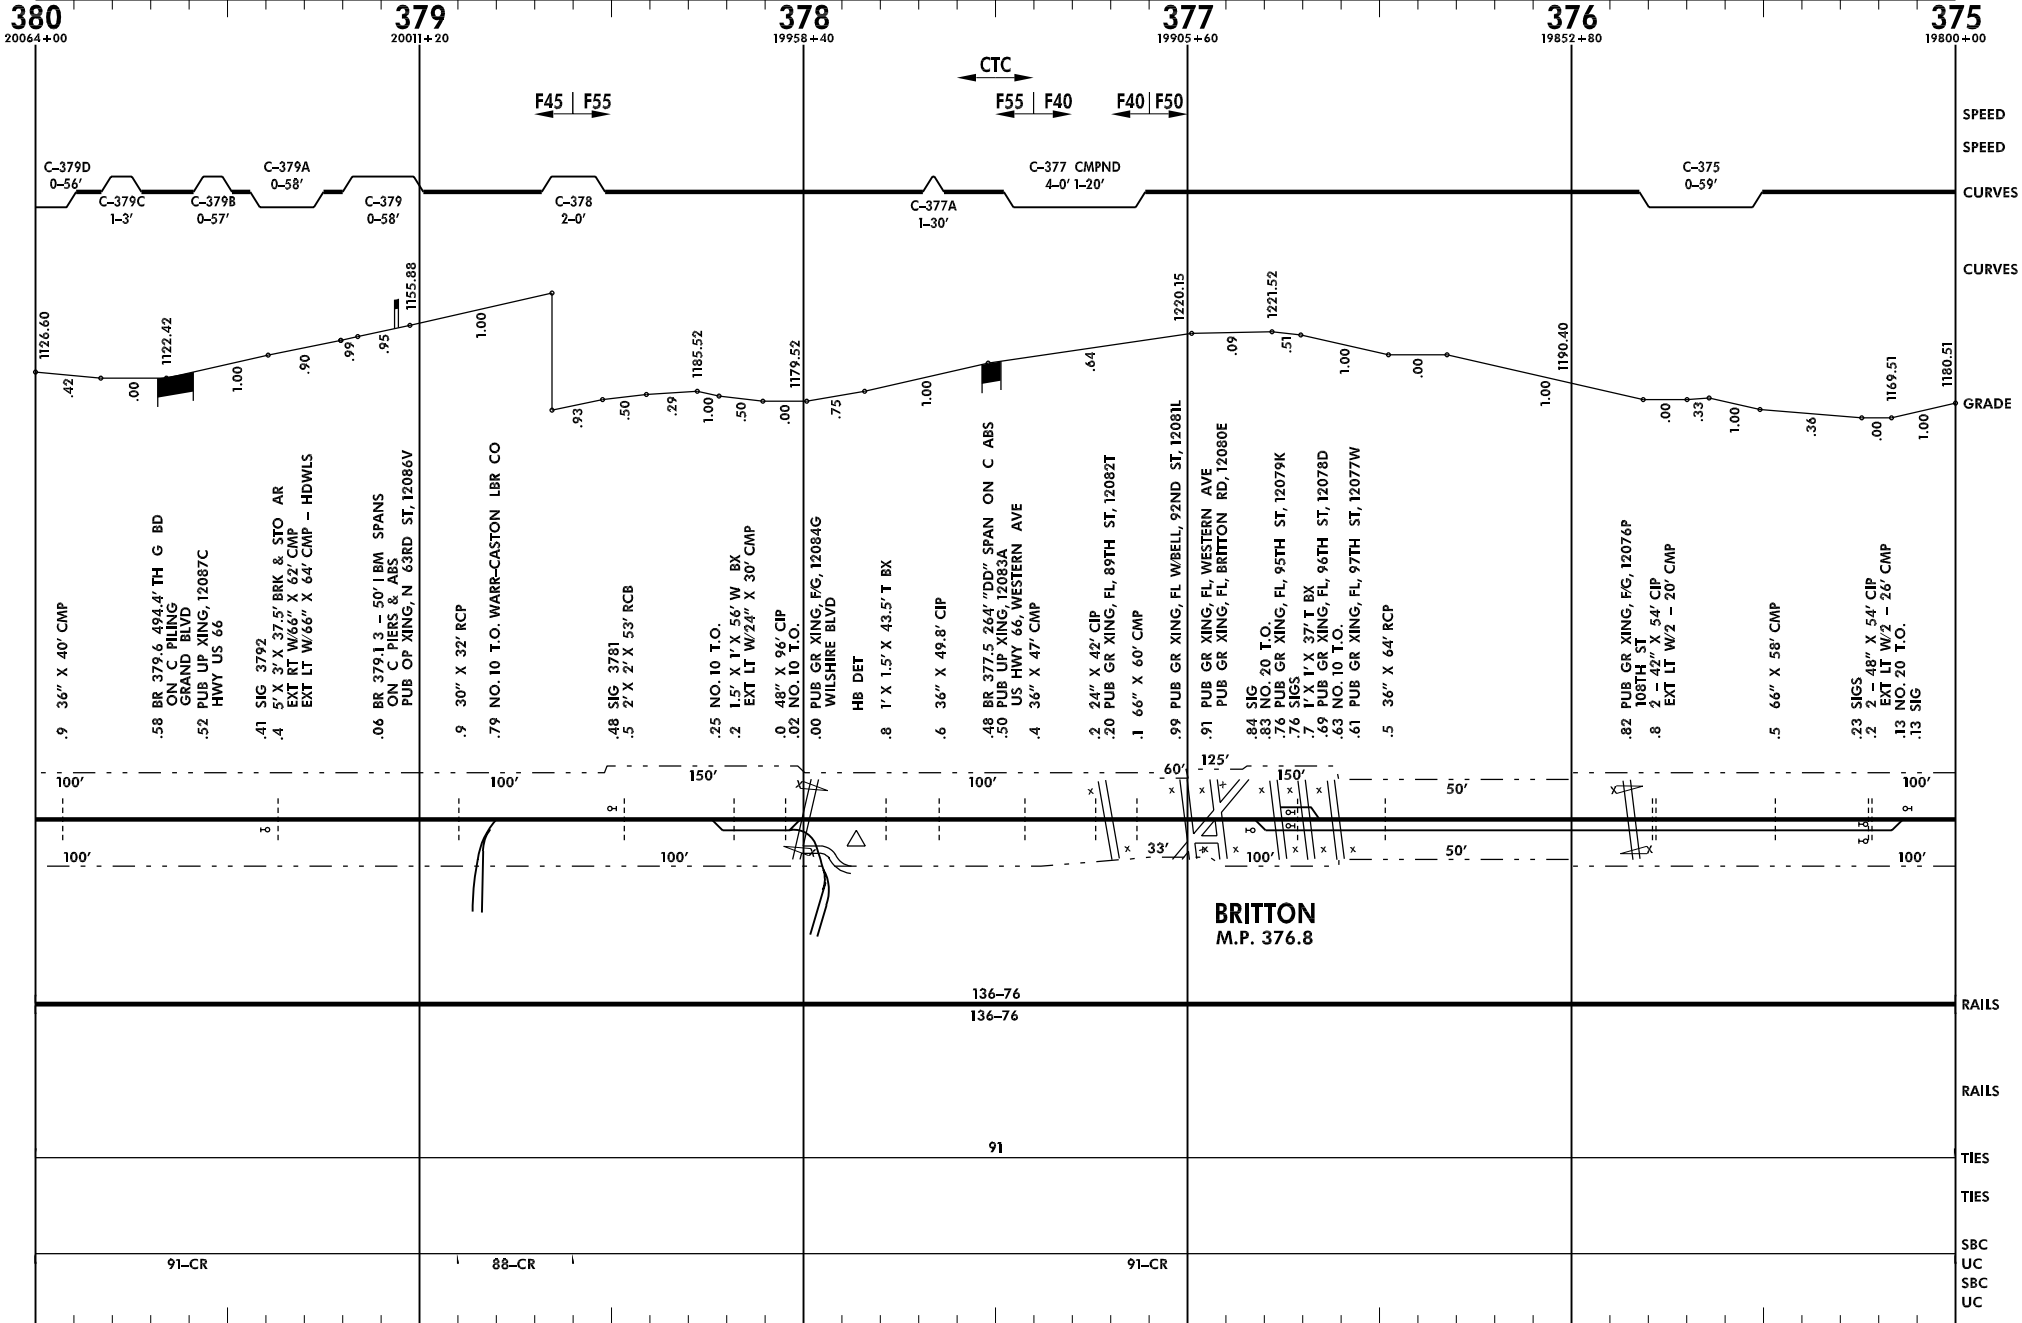 380 379 378 377 376 375
20064+00 20011+20 19958+40 19905+60 19852+80 19800+00
CTC
F45 F55 F55 F40 F40 F50
SPEED
SPEED
C–379D
0–56′
C–379C
1–3′
C–379B
0–57′
C–379A
0–58′
C–379
0–58′
C–378
2–0′
C–377A
1–30′
C–377 CMPND
4–0′ 1–20′
C–375
0–59′
CURVES
CURVES
1126.60
1122.42
1155.88
1185.52
1179.52
1220.15
1221.52
1190.40
1169.51
1180.51
.42 .00 1.00 .90 .99 .95 1.00 .93 .50 .29 1.00 .50 .00 .75 1.00 .64 .09 .51 1.00 .00 1.00 .00 .33 1.00 .36 .00 1.00
GRADE
.9 36″ X 40′ CMP
.58 BR 379.6 494.4′ TH G BD
ON C PILING
GRAND BLVD
.52 PUB UP XING, 12087C
HWY US 66
.41 SIG 3792
.4 5′ X 3′ X 37.5′ BRK & STO AR
EXT RT W/66″ X 62′ CMP
EXT LT W/66″ X 64′ CMP – HDWLS
.06 BR 379.1 3 – 50′ I BM SPANS
ON C PIERS & ABS
PUB OP XING, N 63RD ST, 12086V
.9 30″ X 32′ RCP
.79 NO. 10 T.O. WARR–CASTON LBR CO
.48 SIG 3781
.5 2′ X 2′ X 53′ RCB
.25 NO. 10 T.O.
.2 1.5′ X 1′ X 56′ W BX
EXT LT W/24″ X 30′ CMP
.0 48″ X 96′ CIP
.02 NO. 10 T.O.
.00 PUB GR XING, F/G, 12084G
WILSHIRE BLVD
HB DET
.8 1′ X 1.5′ X 43.5′ T BX
.6 36″ X 49.8′ CIP
.48 BR 377.5 264′ "DD" SPAN ON C ABS
.50 PUB UP XING, 12083A
US HWY 66, WESTERN AVE
.4 36″ X 47′ CMP
.2 24″ X 42′ CIP
.20 PUB GR XING, FL, 89TH ST, 12082T
.1 66″ X 60′ CMP
.99 PUB GR XING, FL W/BELL, 92ND ST, 12081L
.91 PUB GR XING, FL, WESTERN AVE
PUB GR XING, FL, BRITTON RD, 12080E
.84 SIG
.83 NO. 20 T.O.
.76 PUB GR XING, FL, 95TH ST, 12079K
.76 SIGS
.7 1′ X 1′ X 37′ T BX
.69 PUB GR XING, FL, 96TH ST, 12078D
.63 NO. 10 T.O.
.61 PUB GR XING, FL, 97TH ST, 12077W
.5 36″ X 64′ RCP
.82 PUB GR XING, F/G, 12076P
108TH ST
.8 2 – 42″ X 54′ CIP
EXT LT W/2 – 20′ CMP
.5 66″ X 58′ CMP
.23 SIGS
.2 2 – 48″ X 54′ CIP
EXT LT W/2 – 26′ CMP
.13 NO. 20 T.O.
.13 SIG
100′ 100′ 150′ 100′ 60′ 125′ 150′ 50′ 100′
100′ 100′ 33′ 100′ 50′ 100′
BRITTON
M.P. 376.8
136–76
136–76
RAILS
RAILS
91
TIES
TIES
SBC
91–CR 88–CR 91–CR UC
SBC
UC